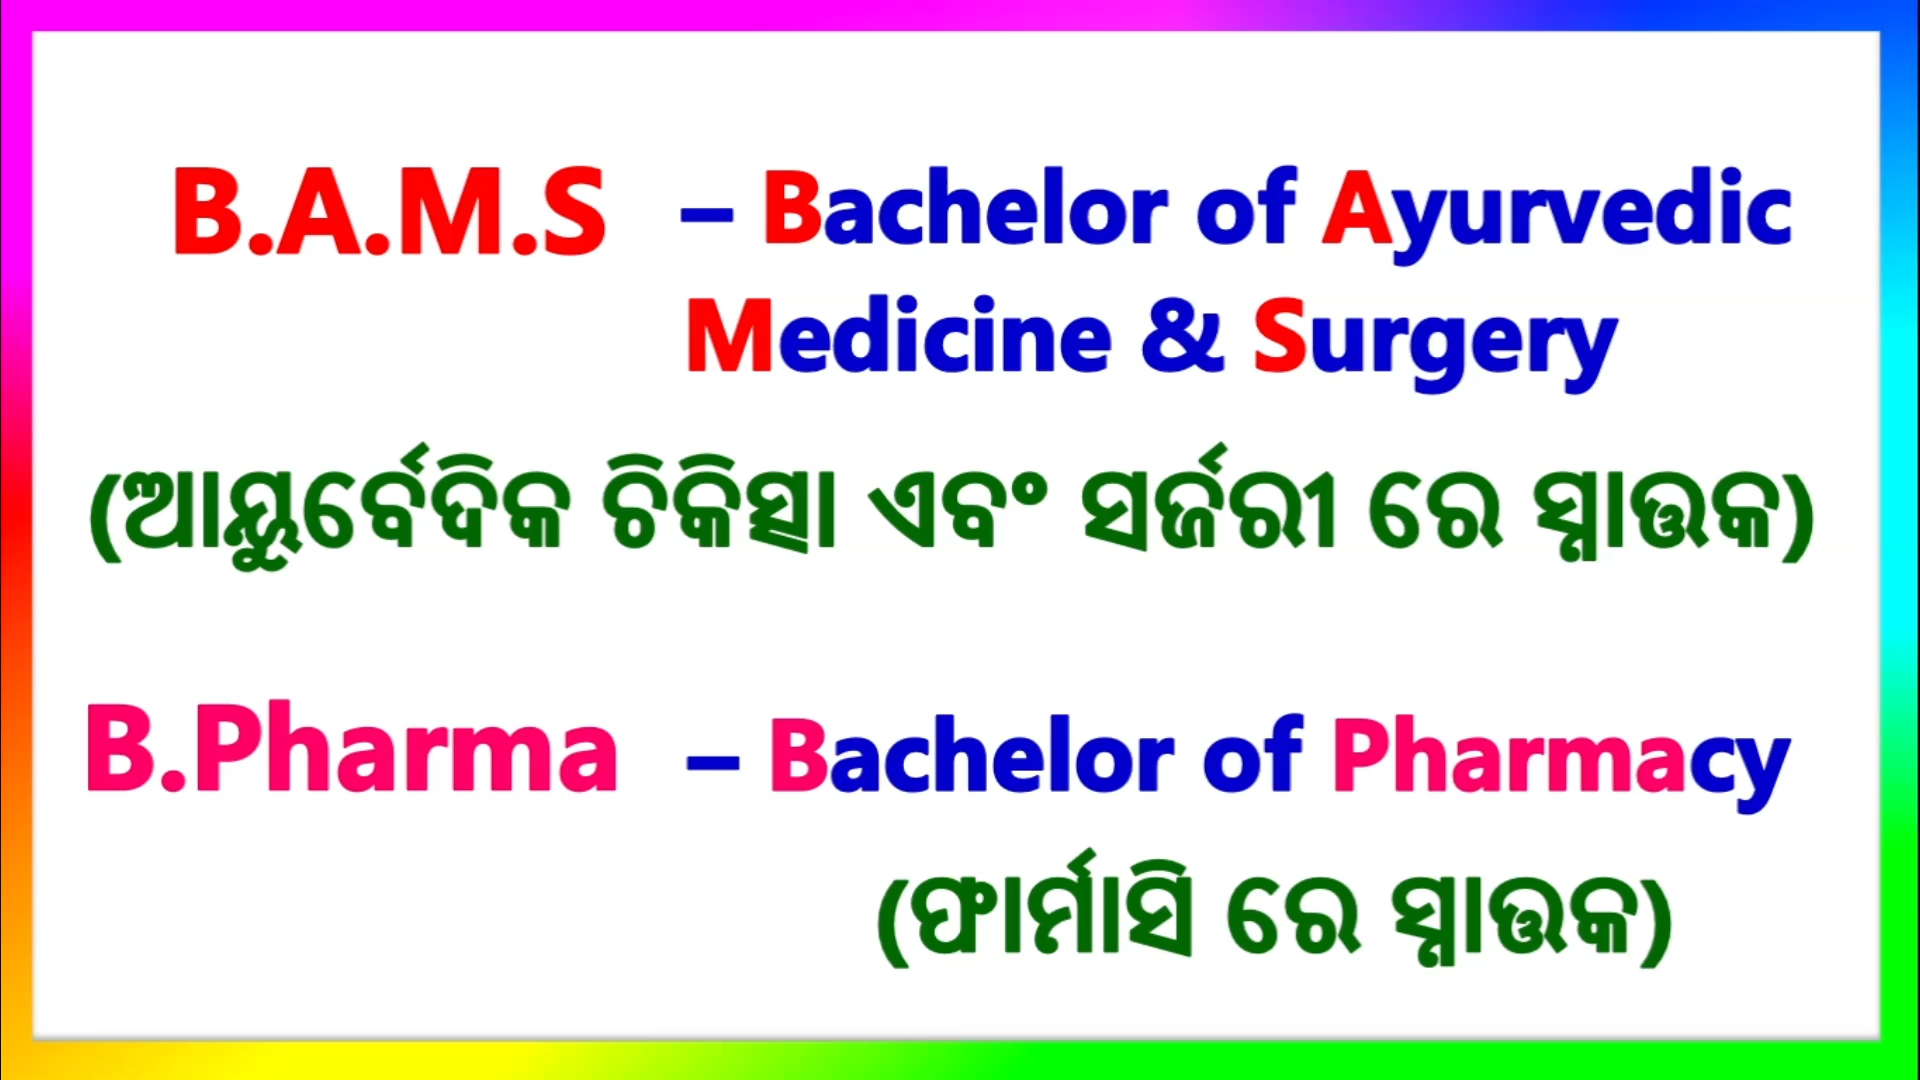 B.A.M.S – Bachelor of Ayurvedic
Medicine & Surgery
(ଆୟୁର୍ବେଦିକ ଚିକିତ୍ସା ଏବଂ ସର୍ଜରୀ ରେ ସ୍ନାତ୍ତକ)
B.Pharma – Bachelor of Pharmacy
(ଫାର୍ମାସି ରେ ସ୍ନାତ୍ତକ)